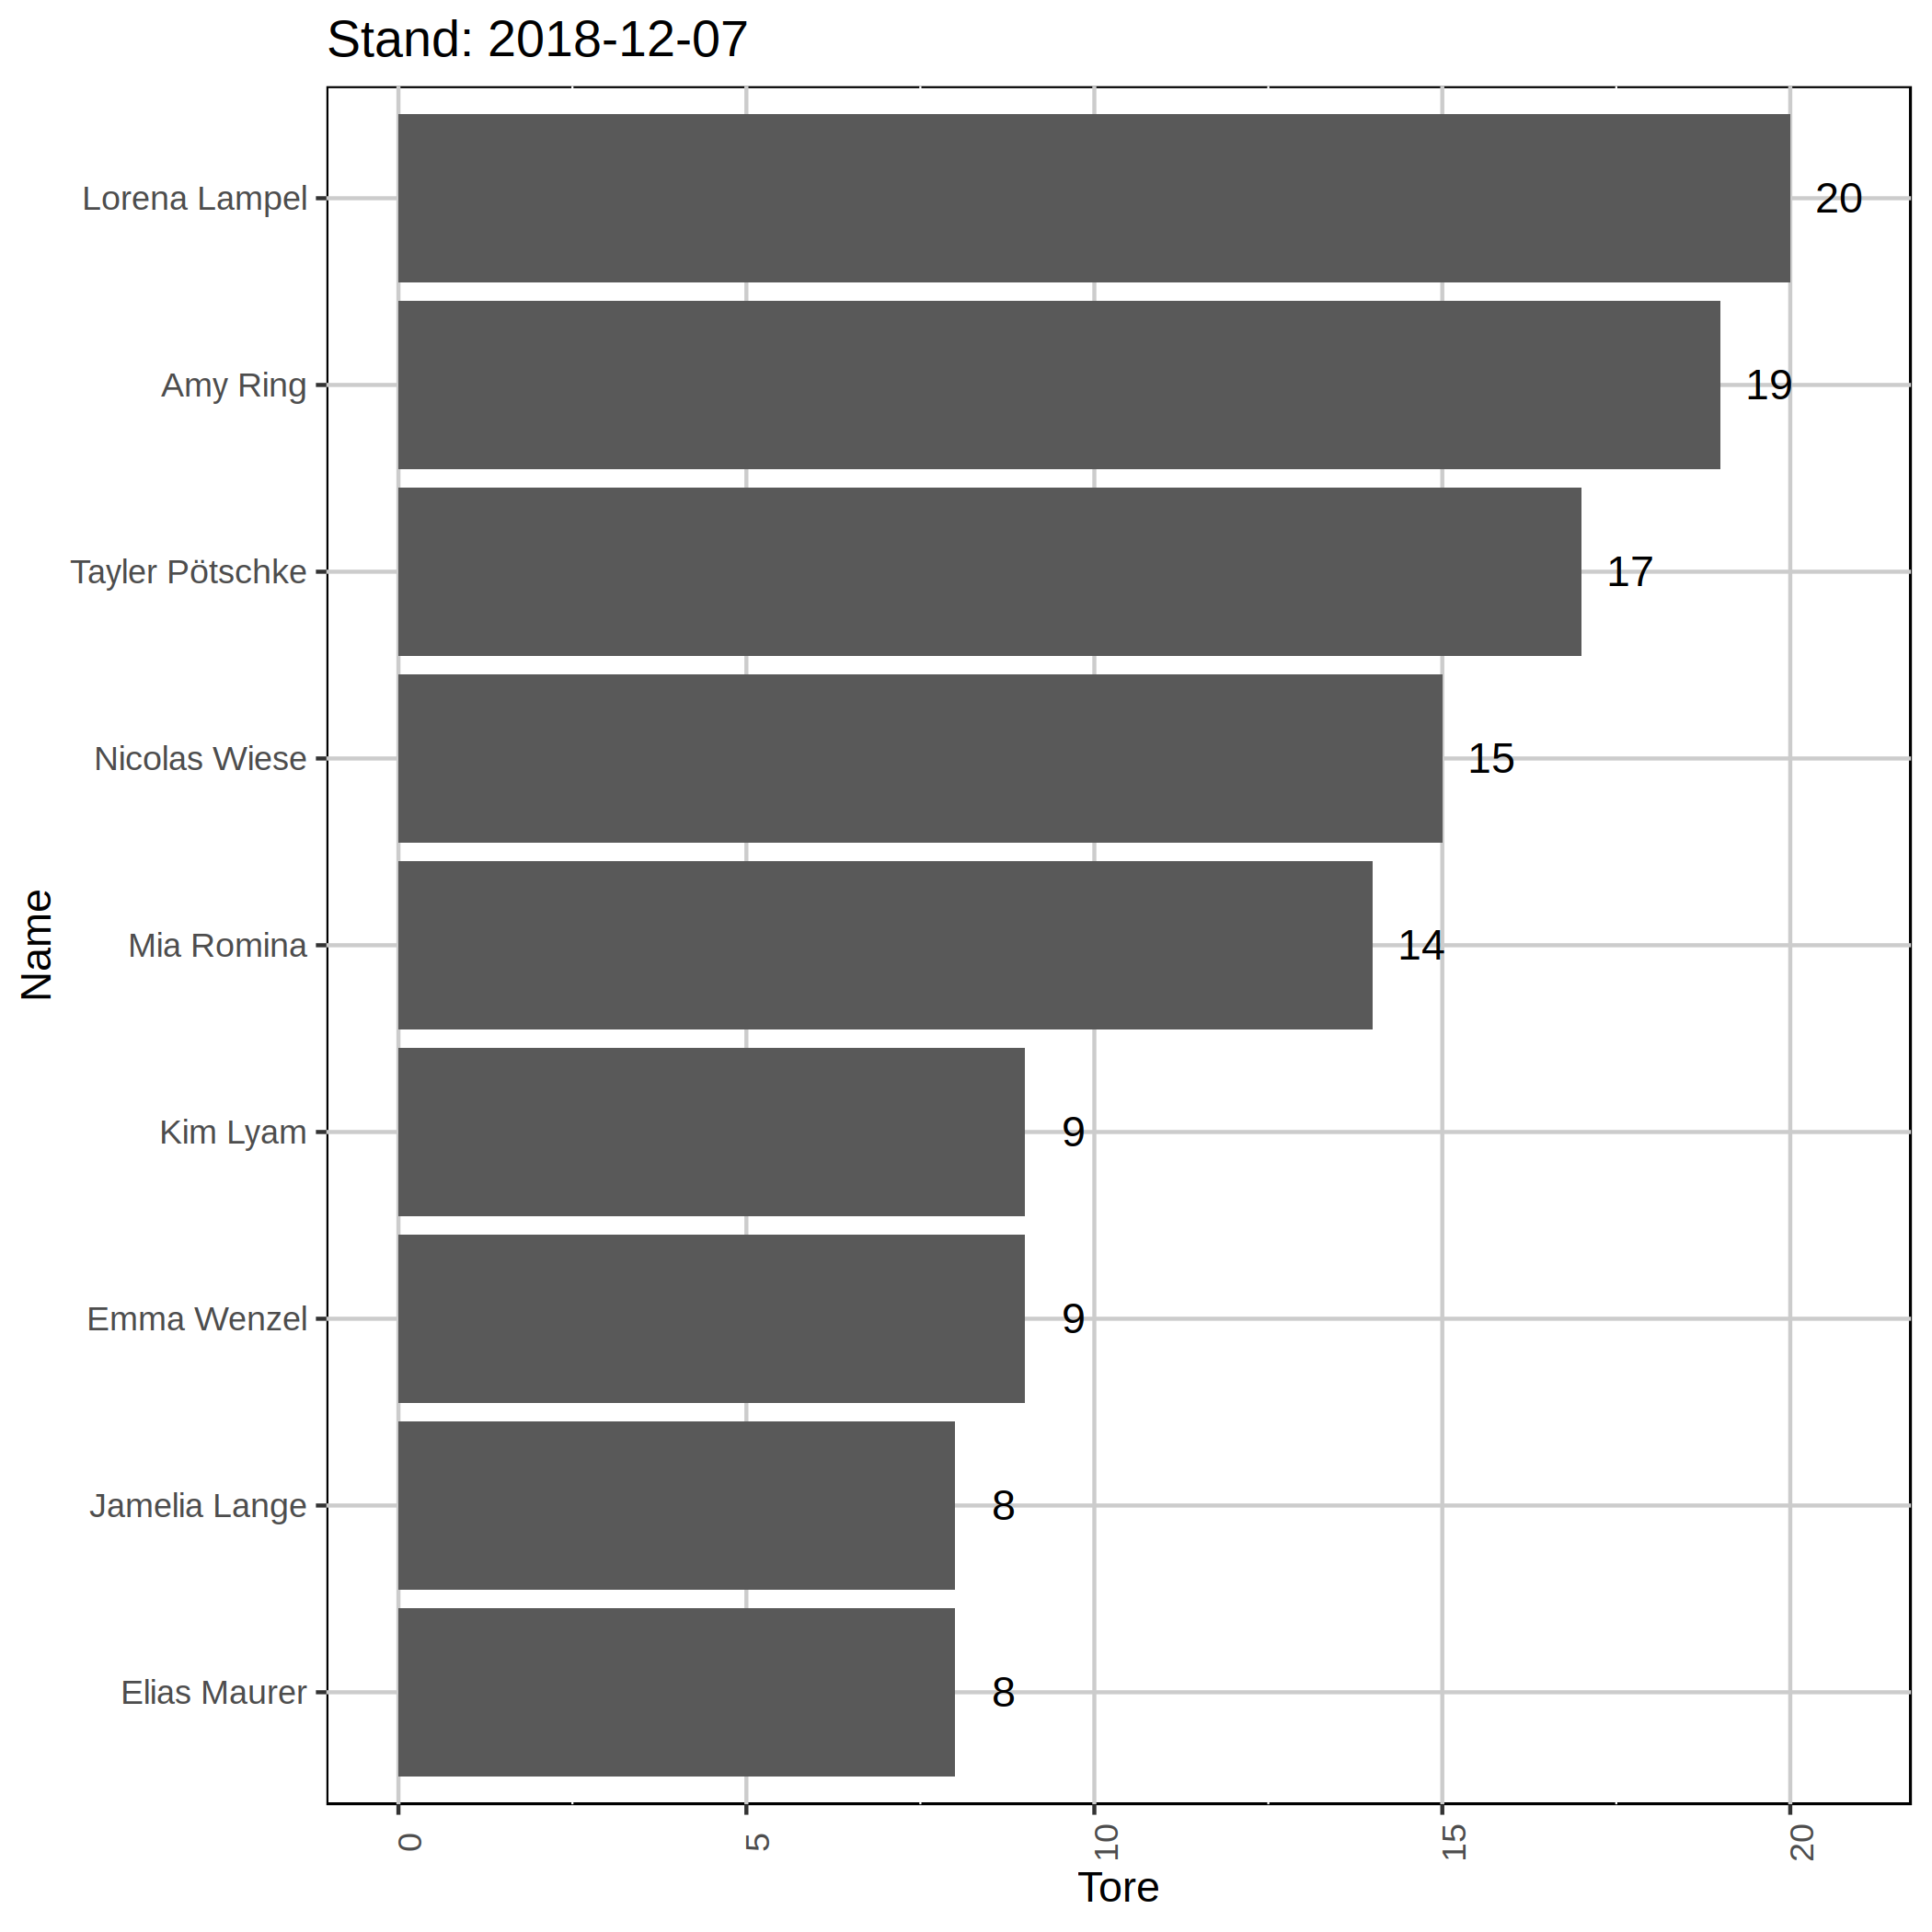 Stand: 2018-12-07
Lorena Lampel 20
Amy Ring 19
Tayler Pötschke 17
Nicolas Wiese 15
Mia Romina 14
Kim Lyam 9
Emma Wenzel 9
Jamelia Lange 8
Elias Maurer 8
Name
0 5 10 15 20
Tore